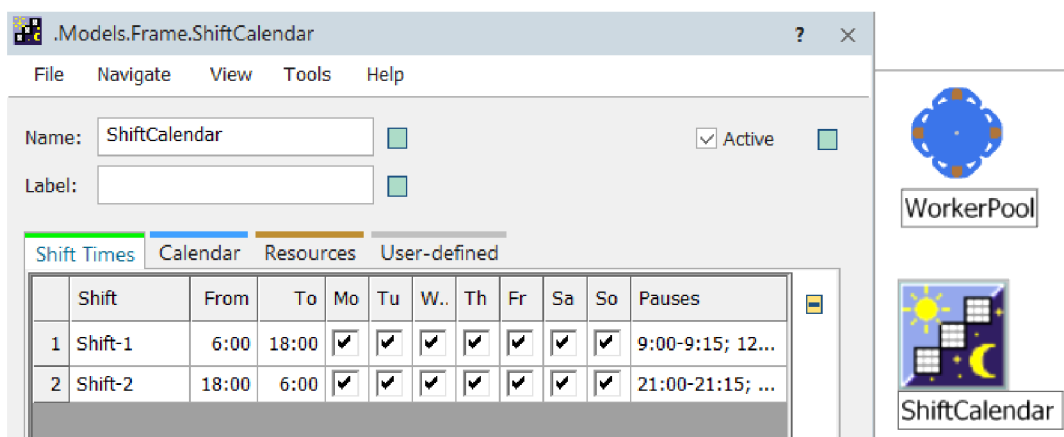 .Models.Frame.ShiftCalendar ? ×
File Navigate View Tools Help
Name: ShiftCalendar Active
Label:
Shift Times Calendar Resources User-defined
Shift From To Mo Tu W.. Th Fr Sa So Pauses
1 Shift-1 6:00 18:00 9:00-9:15; 12...
2 Shift-2 18:00 6:00 21:00-21:15; ...
WorkerPool
ShiftCalendar